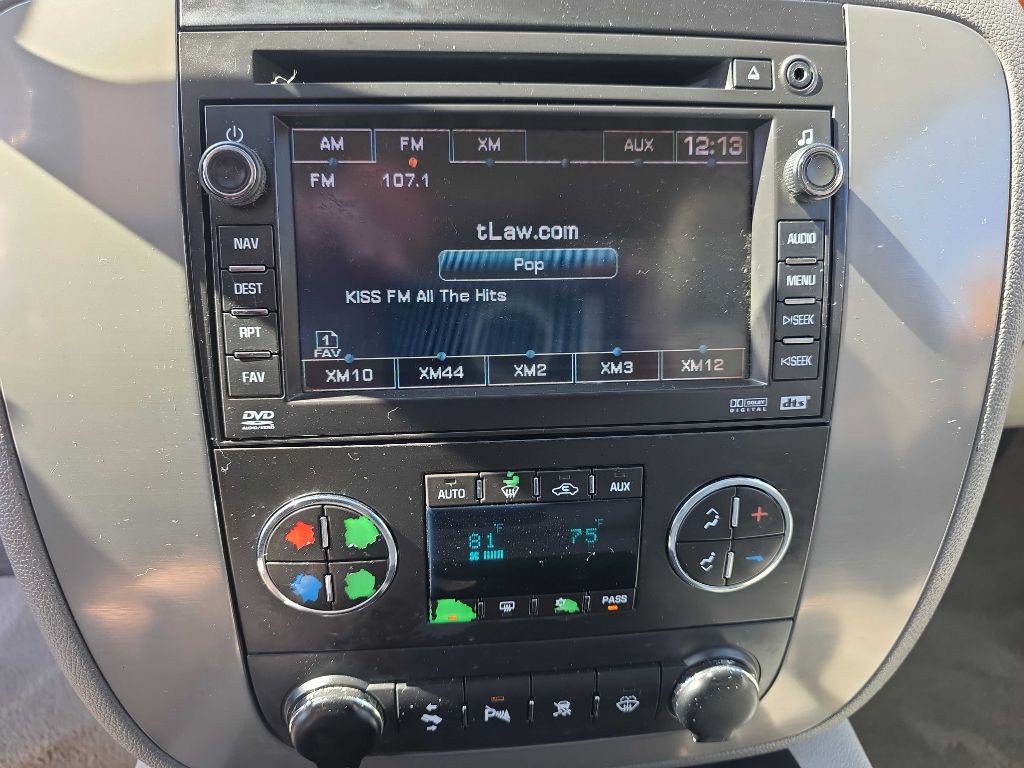 AM FM XM AUX 12:13
FM 107.1
tLaw.com
Pop
KISS FM All The Hits
1
FAV
XM10 XM44 XM2 XM3 XM12
NAV
DEST
RPT
FAV
AUDIO
MENU
SEEK
SEEK
DVD
AUDIO/VIDEO
DOLBY
DIGITAL
dts
AUTO AUX
81°F 75°F
PASS